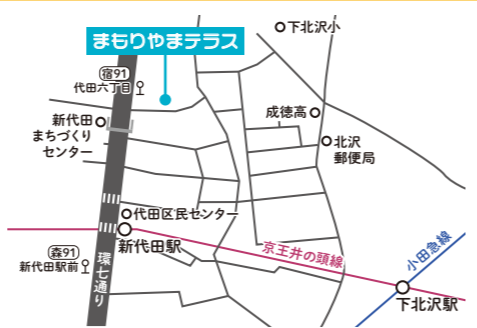 下北沢小
まもりやまテラス
宿91
代田六丁目
成徳高
新代田
まちづくり
センター
北沢
郵便局
代田区民センター
新代田駅
京王井の頭線
小田急線
森91
新代田駅前
環七通り
下北沢駅